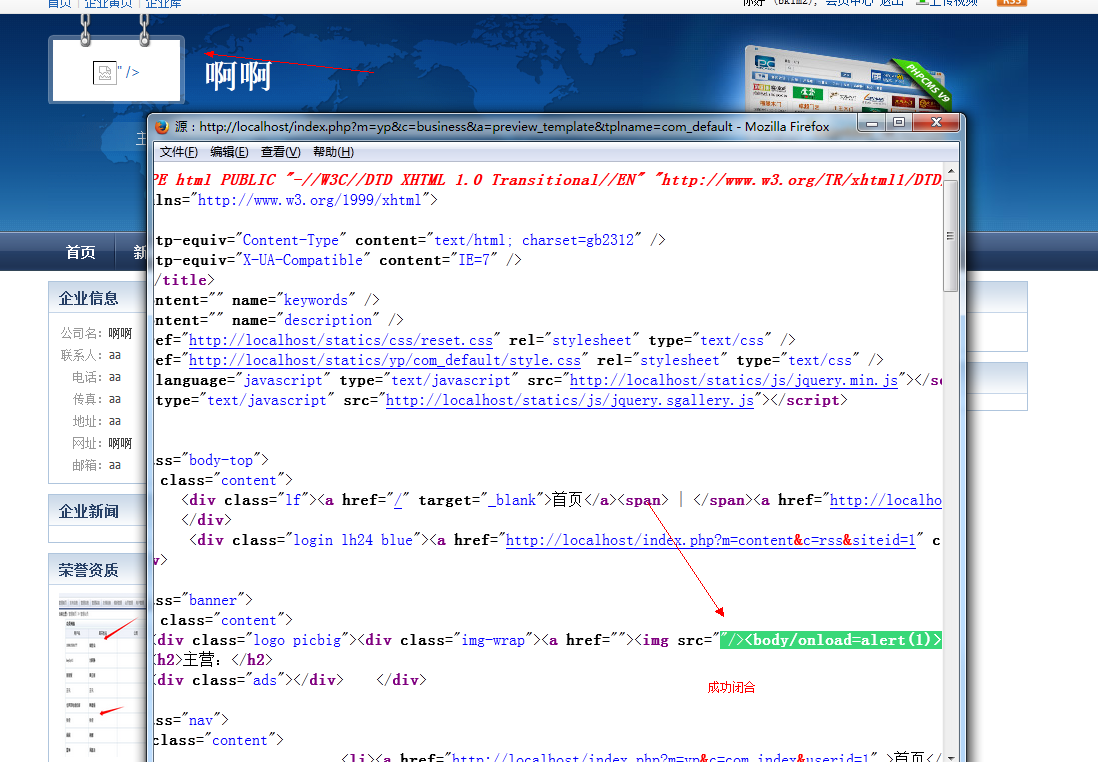 首页 | 企业黄页 | 企业库
上传视频
RSS
" />
啊啊
PHPCMS V9
主
源：http://localhost/index.php?m=yp&c=business&a=preview_template&tplname=com_default - Mozilla Firefox
文件(F) 编辑(E) 查看(V) 帮助(H)
PE html PUBLIC "-//W3C//DTD XHTML 1.0 Transitional//EN" "http://www.w3.org/TR/xhtml1/DTD
lns="http://www.w3.org/1999/xhtml">
tp-equiv="Content-Type" content="text/html; charset=gb2312" />
tp-equiv="X-UA-Compatible" content="IE=7" />
/title>
ntent="" name="keywords" />
ntent="" name="description" />
ef="http://localhost/statics/css/reset.css" rel="stylesheet" type="text/css" />
ef="http://localhost/statics/yp/com_default/style.css" rel="stylesheet" type="text/css" />
language="javascript" type="text/javascript" src="http://localhost/statics/js/jquery.min.js"></sc
type="text/javascript" src="http://localhost/statics/js/jquery.sgallery.js"></script>
ss="body-top">
class="content">
<div class="lf"><a href="/" target="_blank">首页</a><span> | </span><a href="http://localho
</div>
<div class="login lh24 blue"><a href="http://localhost/index.php?m=content&c=rss&siteid=1" c
v>
ss="banner">
class="content">
<div class="logo picbig"><div class="img-wrap"><a href=""><img src=""/><body/onload=alert(1)>
<h2>主营：</h2>
<div class="ads"></div> </div>
成功闭合
ss="nav">
class="content">
<li><a href="http://localhost/index.php?m=yp&c=com_index&userid=1" >首页</
首页
新
企业信息
公司名：啊啊
联系人：aa
电话：aa
传真：aa
地址：aa
网址：啊啊
邮箱：aa
企业新闻
荣誉资质